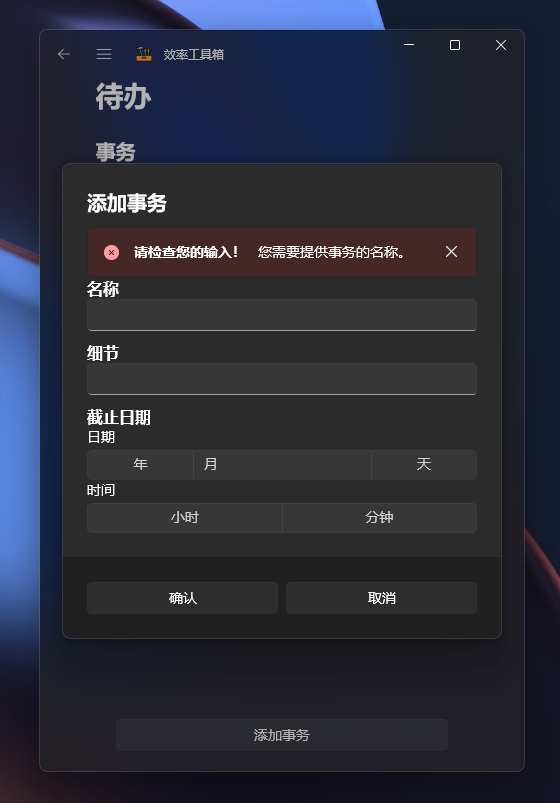 效率工具箱
待办
事务
添加事务
请检查您的输入! 您需要提供事务的名称。
名称
细节
截止日期
日期
年 月 天
时间
小时 分钟
确认 取消
添加事务